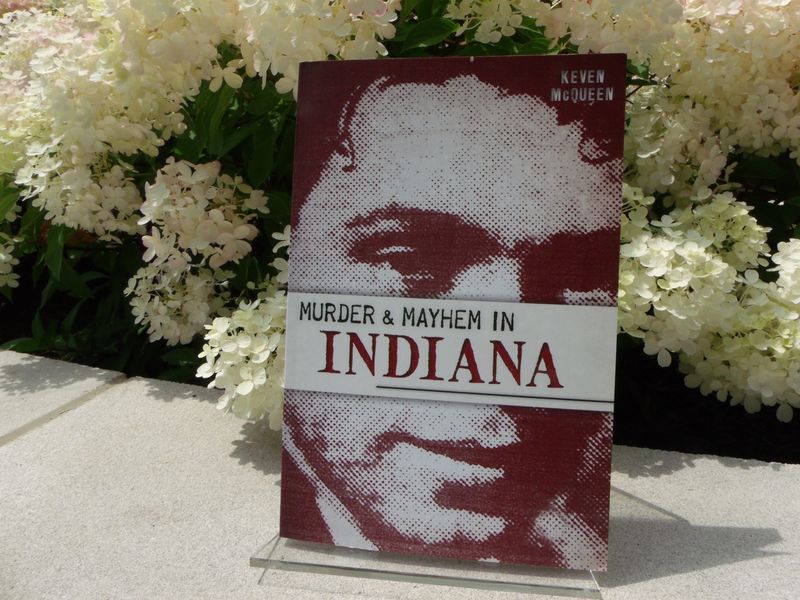 KEVEN
McQUEEN
MURDER & MAYHEM IN
INDIANA